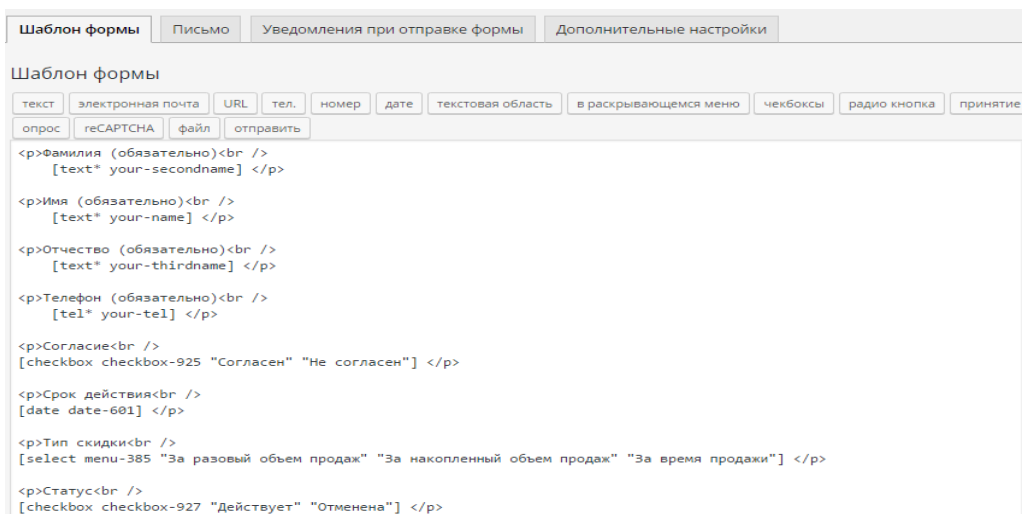 Шаблон формы Письмо Уведомления при отправке формы Дополнительные настройки
Шаблон формы
текст электронная почта URL тел. номер дате текстовая область в раскрывающемся меню чекбоксы радио кнопка принятие
опрос reCAPTCHA файл отправить
<p>Фамилия (обязательно)<br />
[text* your-secondname] </p>
<p>Имя (обязательно)<br />
[text* your-name] </p>
<p>Отчество (обязательно)<br />
[text* your-thirdname] </p>
<p>Телефон (обязательно)<br />
[tel* your-tel] </p>
<p>Согласие<br />
[checkbox checkbox-925 "Согласен" "Не согласен"] </p>
<p>Срок действия<br />
[date date-601] </p>
<p>Тип скидки<br />
[select menu-385 "За разовый объем продаж" "За накопленный объем продаж" "За время продажи"] </p>
<p>Статус<br />
[checkbox checkbox-927 "Действует" "Отменена"] </p>